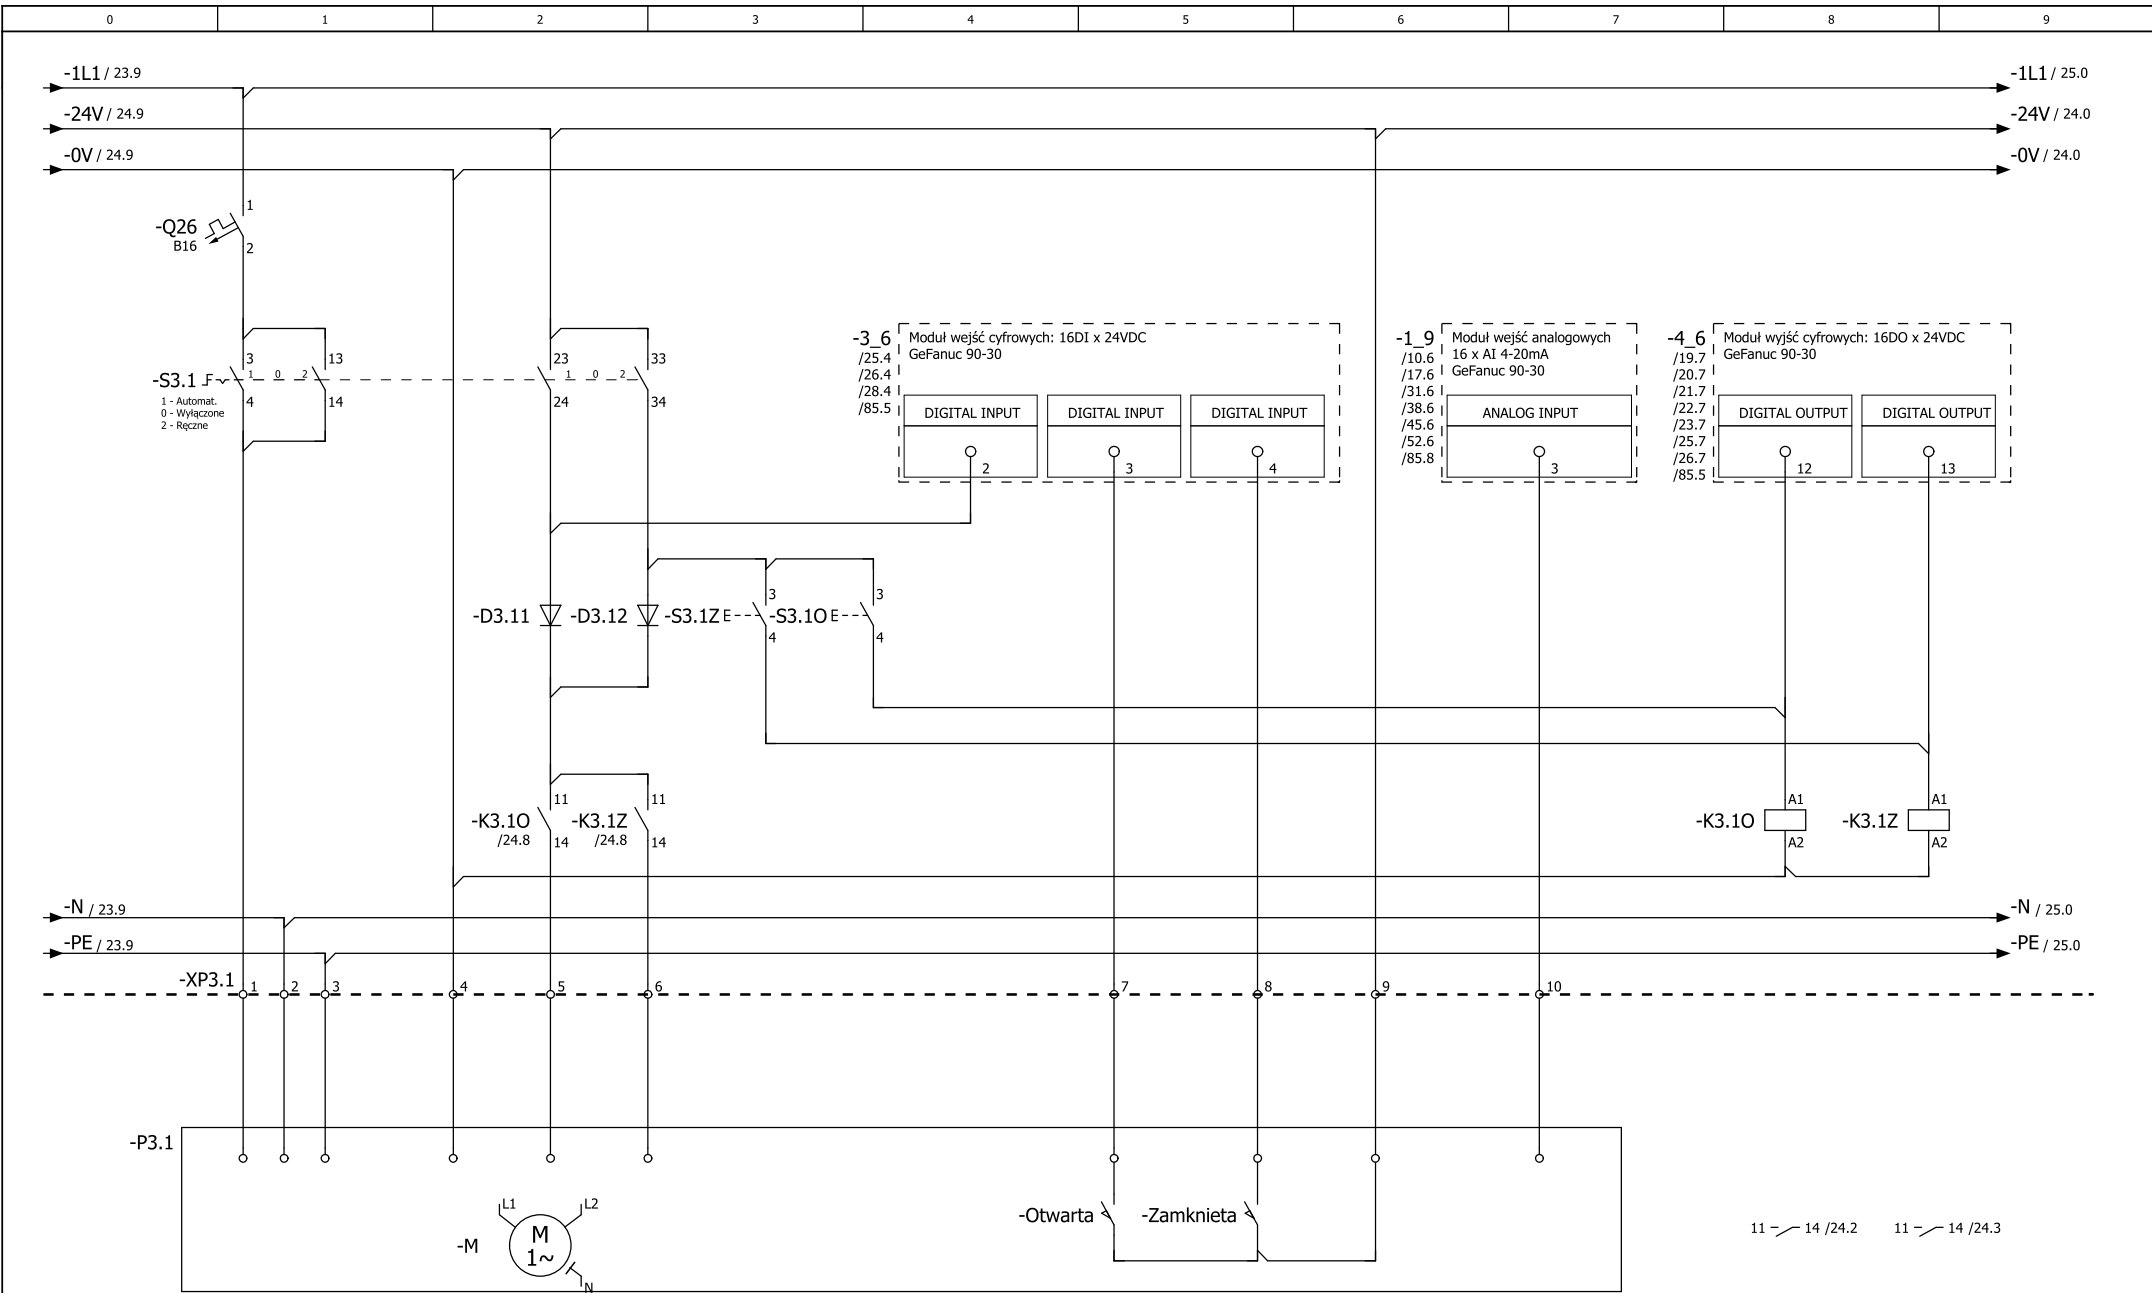 0 1 2 3 4 5 6 7 8 9
-1L1 / 23.9
-1L1 / 25.0
-24V / 24.9
-24V / 24.0
-0V / 24.9
-0V / 24.0
-Q26
B16
1
2
-S3.1
1 - Automat.
0 - Wyłączone
2 - Ręczne
3
4
1 0 2
13
14
23
24
1 0 2
33
34
-3_6
/25.4
/26.4
/28.4
/85.5
Moduł wejść cyfrowych: 16DI x 24VDC
GeFanuc 90-30
DIGITAL INPUT
2
DIGITAL INPUT
3
DIGITAL INPUT
4
-1_9
/10.6
/17.6
/31.6
/38.6
/45.6
/52.6
/85.8
Moduł wejść analogowych
16 x AI 4-20mA
GeFanuc 90-30
ANALOG INPUT
3
-4_6
/19.7
/20.7
/21.7
/22.7
/23.7
/25.7
/26.7
/85.5
Moduł wyjść cyfrowych: 16DO x 24VDC
GeFanuc 90-30
DIGITAL OUTPUT
12
DIGITAL OUTPUT
13
-D3.11
-D3.12
-S3.1Z
3
4
-S3.1O
3
4
-K3.1O
/24.8
11
14
-K3.1Z
/24.8
11
14
-K3.1O
A1
A2
-K3.1Z
A1
A2
-N / 23.9
-N / 25.0
-PE / 23.9
-PE / 25.0
-XP3.1
1 2 3 4 5 6 7 8 9 10
-P3.1
-M
L1
L2
M
1~
N
-Otwarta
-Zamknieta
11 14 /24.2
11 14 /24.3